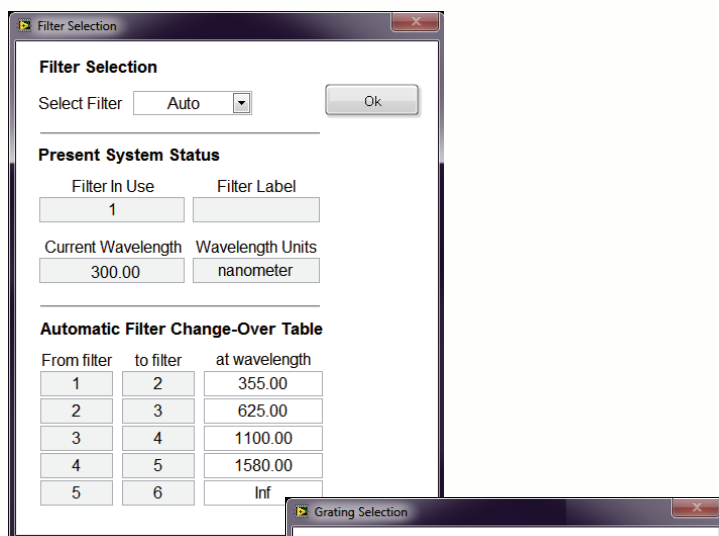 Filter Selection
Filter Selection
Select Filter Auto Ok
Present System Status
Filter In Use Filter Label
1
Current Wavelength Wavelength Units
300.00 nanometer
Automatic Filter Change-Over Table
From filter to filter at wavelength
1 2 355.00
2 3 625.00
3 4 1100.00
4 5 1580.00
5 6 Inf
Grating Selection